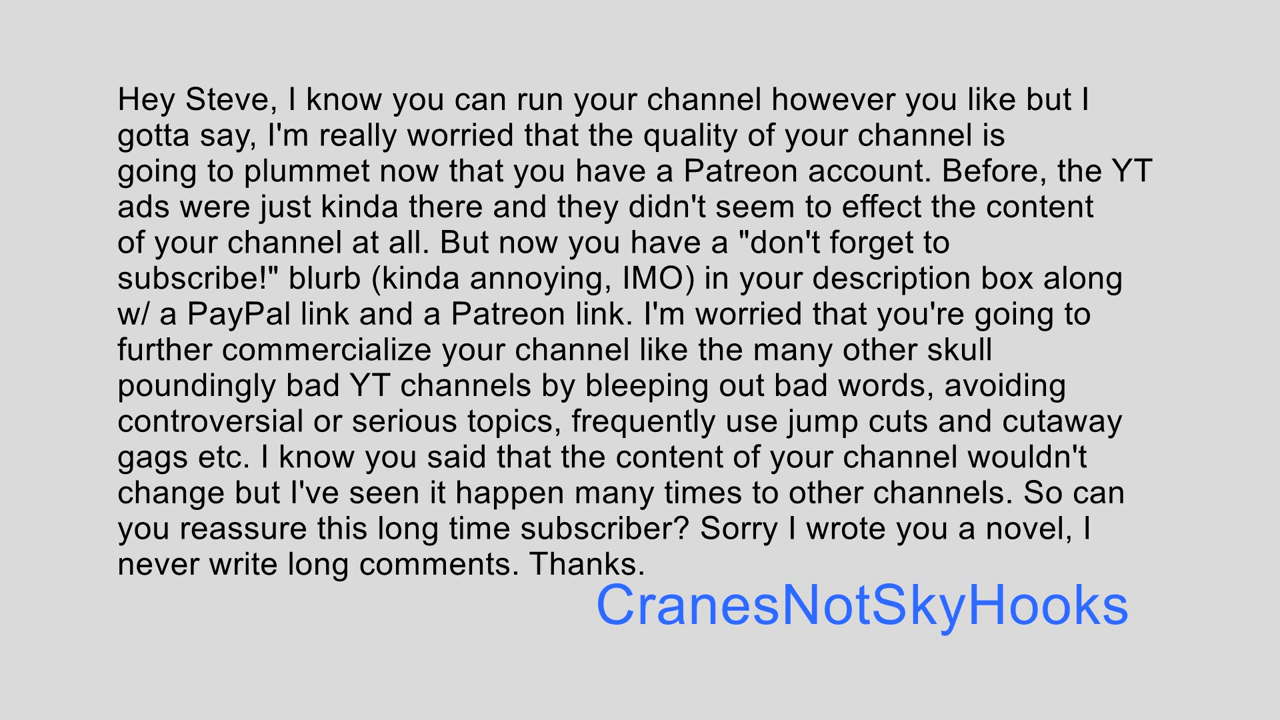 Hey Steve, I know you can run your channel however you like but I
gotta say, I'm really worried that the quality of your channel is
going to plummet now that you have a Patreon account. Before, the YT
ads were just kinda there and they didn't seem to effect the content
of your channel at all. But now you have a "don't forget to
subscribe!" blurb (kinda annoying, IMO) in your description box along
w/ a PayPal link and a Patreon link. I'm worried that you're going to
further commercialize your channel like the many other skull
poundingly bad YT channels by bleeping out bad words, avoiding
controversial or serious topics, frequently use jump cuts and cutaway
gags etc. I know you said that the content of your channel wouldn't
change but I've seen it happen many times to other channels. So can
you reassure this long time subscriber? Sorry I wrote you a novel, I
never write long comments. Thanks.
CranesNotSkyHooks